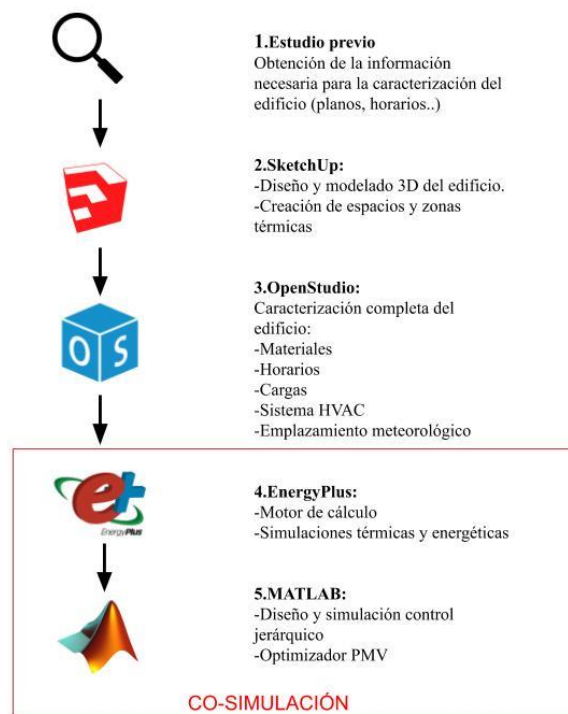 1.Estudio previo
Obtención de la información
necesaria para la caracterización del
edificio (planos, horarios..)
2.SketchUp:
-Diseño y modelado 3D del edificio.
-Creación de espacios y zonas
térmicas
3.OpenStudio:
Caracterización completa del
edificio:
-Materiales
-Horarios
-Cargas
-Sistema HVAC
-Emplazamiento meteorológico
O S
e+
EnergyPlus
4.EnergyPlus:
-Motor de cálculo
-Simulaciones térmicas y energéticas
5.MATLAB:
-Diseño y simulación control
jerárquico
-Optimizador PMV
CO-SIMULACIÓN